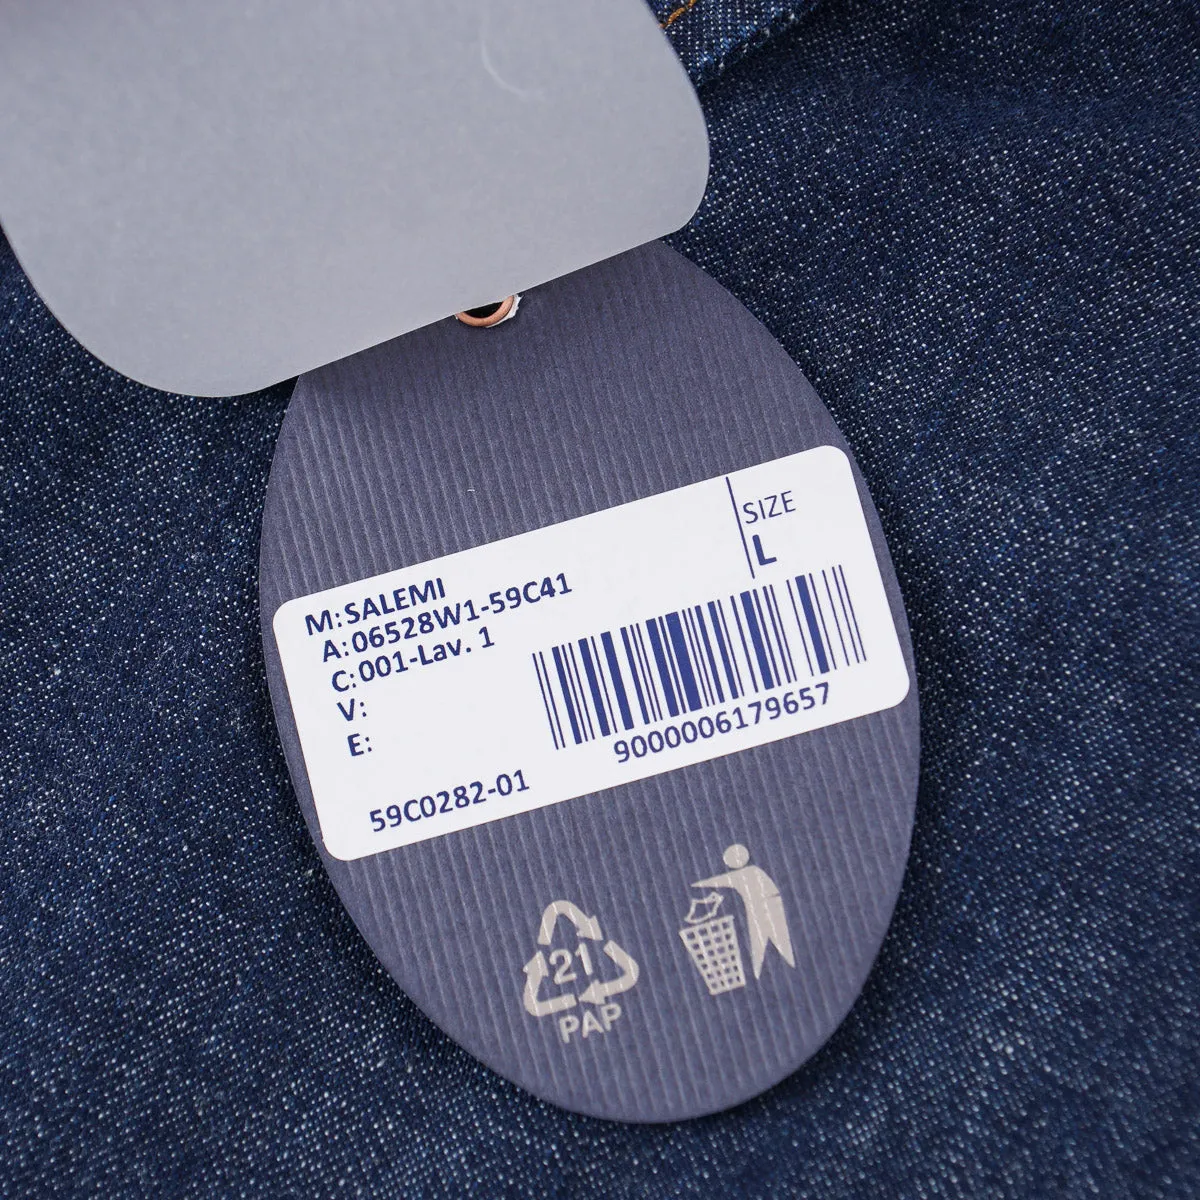 SIZE
L
M:SALEMI
A:06528W1-59C41
C:001-Lav. 1
V:
E:
9000006179657
59C0282-01
21
PAP